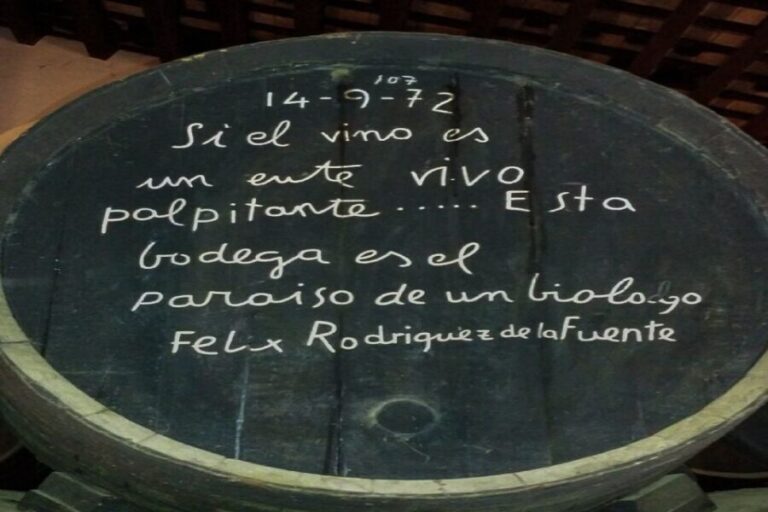 107
14-9-72
Si el vino es
un ente vivo
palpitante ..... Esta
bodega es el
paraiso de un biologo
Felix Rodriguez de la Fuente